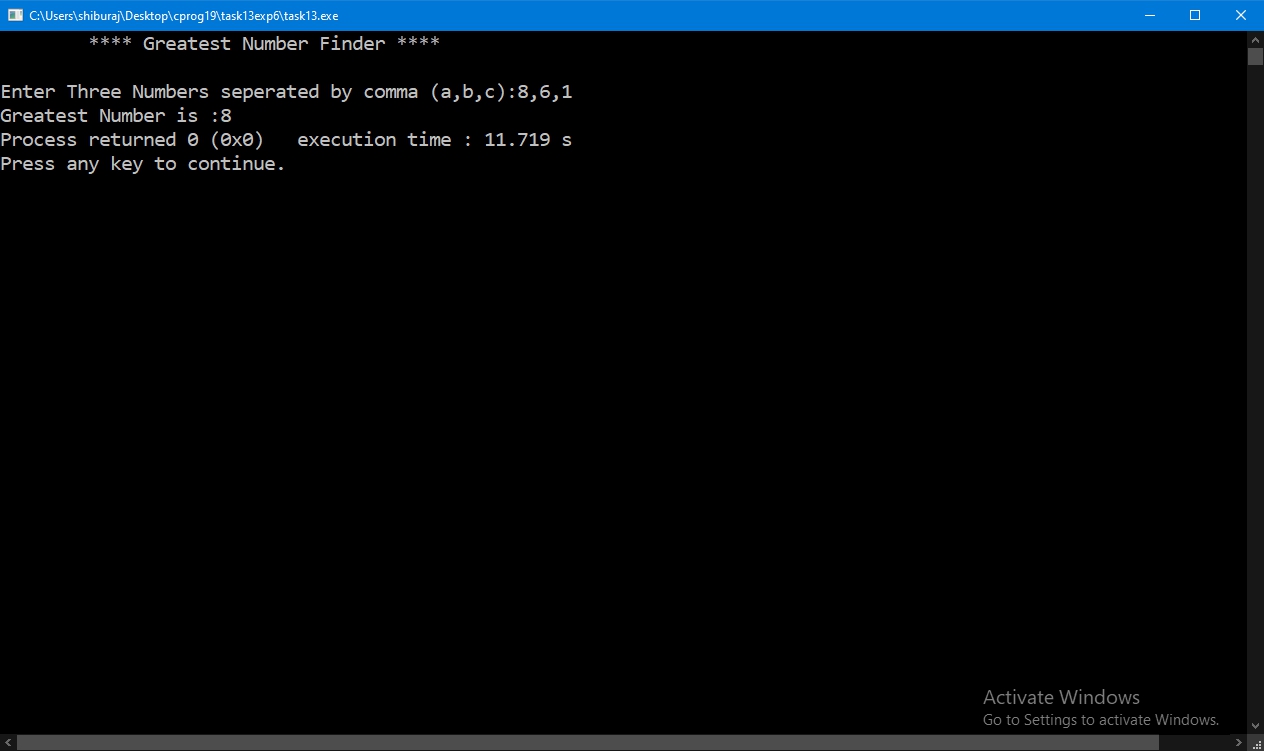 C:\Users\shiburaj\Desktop\cprog19\task13exp6\task13.exe
**** Greatest Number Finder ****
Enter Three Numbers seperated by comma (a,b,c):8,6,1
Greatest Number is :8
Process returned 0 (0x0)   execution time : 11.719 s
Press any key to continue.
Activate Windows
Go to Settings to activate Windows.